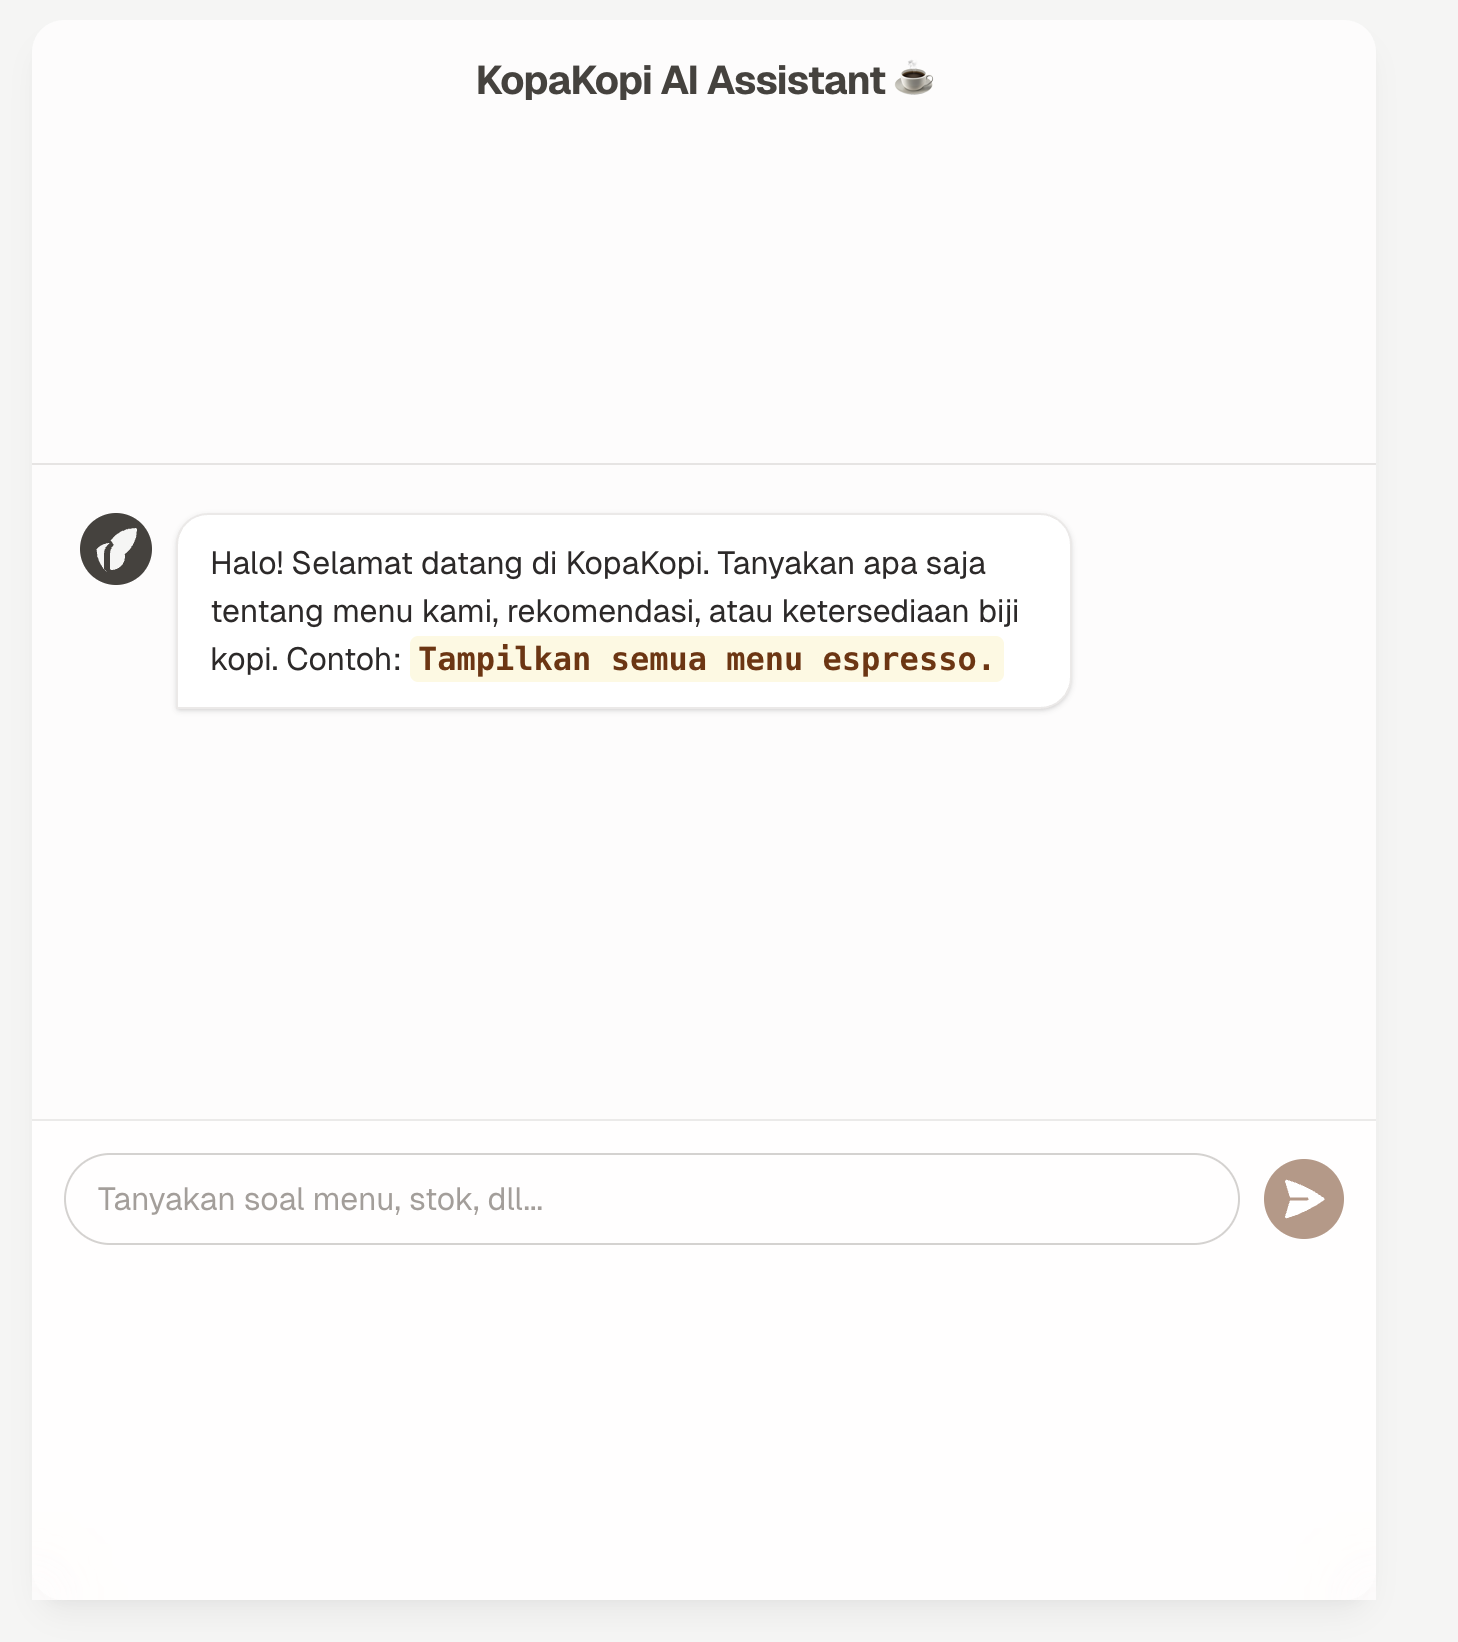 KopaKopi AI Assistant ☕
Halo! Selamat datang di KopaKopi. Tanyakan apa saja
tentang menu kami, rekomendasi, atau ketersediaan biji
kopi. Contoh: Tampilkan semua menu espresso.
Tanyakan soal menu, stok, dll...